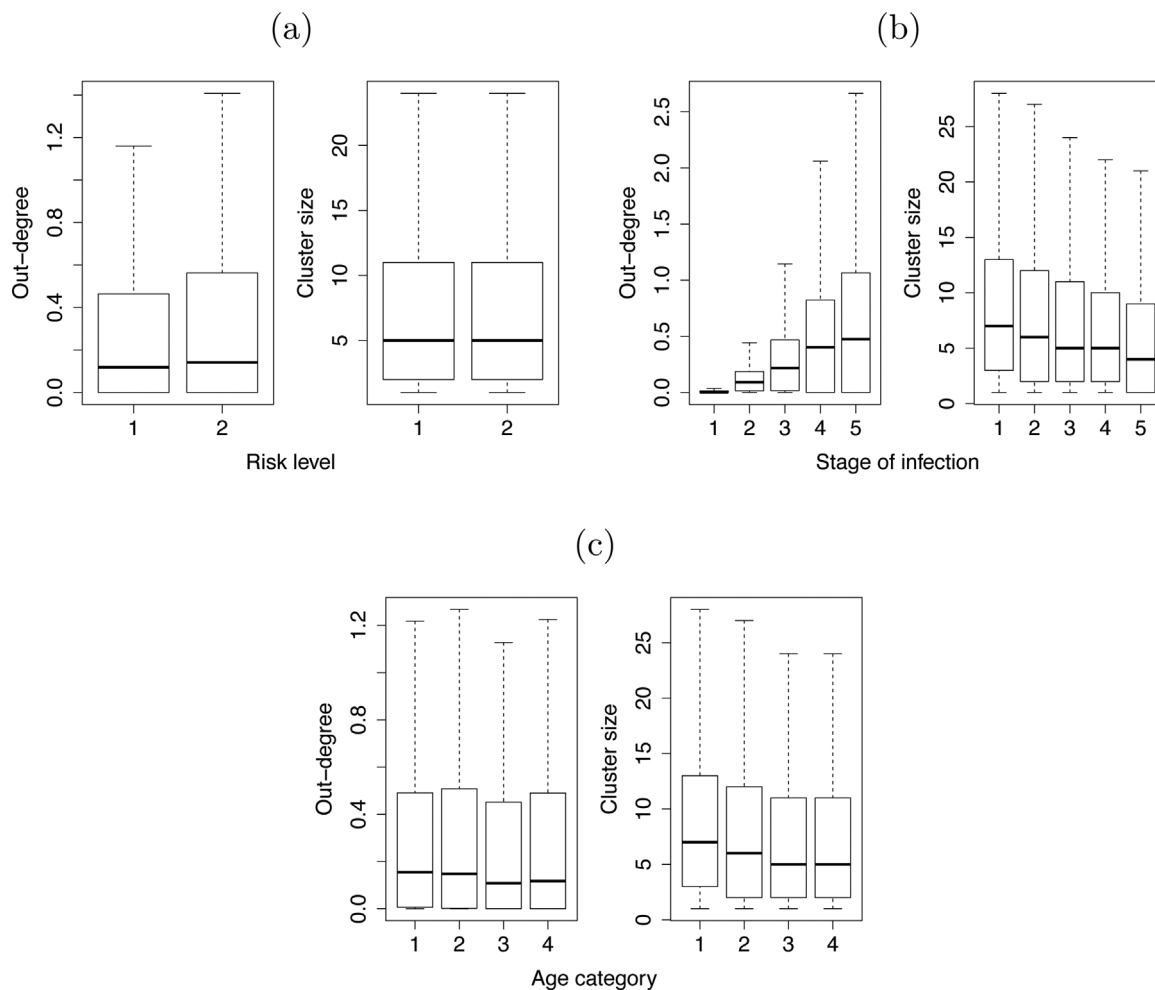 (a)
Out-degree
0.0 0.4 0.8 1.2
1 2
Cluster size
5 10 15 20
1 2
Risk level
(b)
Out-degree
0.0 0.5 1.0 1.5 2.0 2.5
1 2 3 4 5
Cluster size
0 5 10 15 20 25
1 2 3 4 5
Stage of infection
(c)
Out-degree
0.0 0.4 0.8 1.2
1 2 3 4
Cluster size
0 5 10 15 20 25
1 2 3 4
Age category